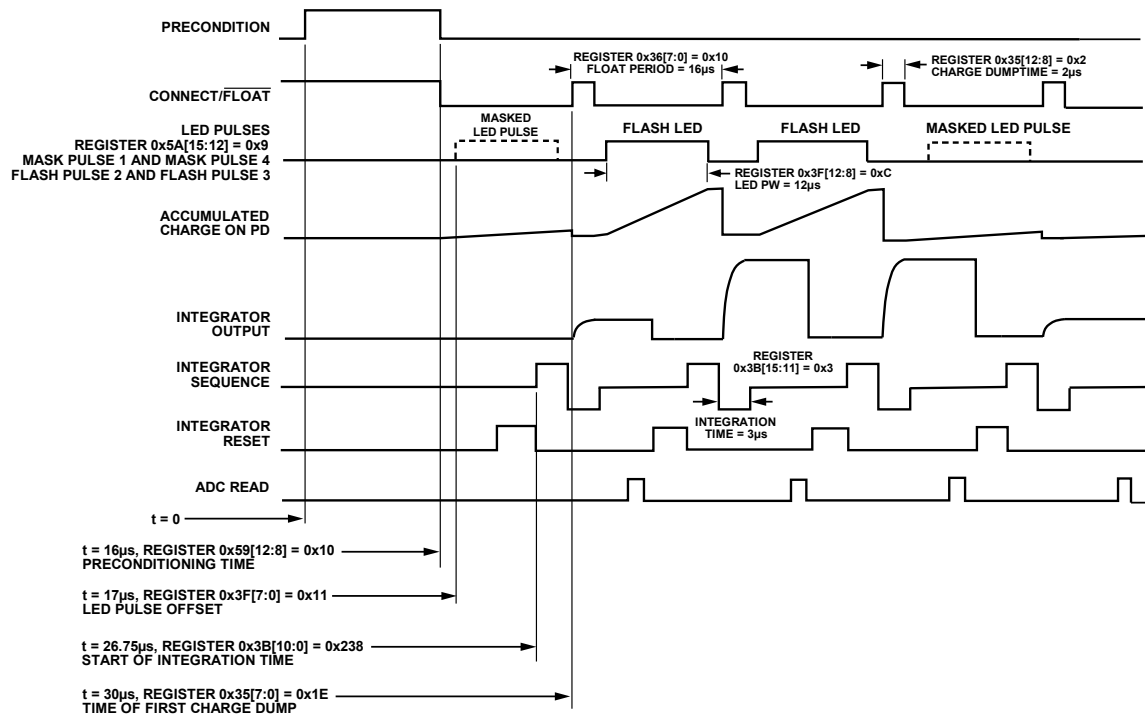 PRECONDITION
REGISTER 0x36[7:0] = 0x10
FLOAT PERIOD = 16µs
REGISTER 0x35[12:8] = 0x2
CHARGE DUMPTIME = 2µs
CONNECT/FLOAT
LED PULSES
REGISTER 0x5A[15:12] = 0x9
MASK PULSE 1 AND MASK PULSE 4
FLASH PULSE 2 AND FLASH PULSE 3
MASKED
LED PULSE
FLASH LED
FLASH LED
MASKED LED PULSE
REGISTER 0x3F[12:8] = 0xC
LED PW = 12µs
ACCUMULATED
CHARGE ON PD
INTEGRATOR
OUTPUT
INTEGRATOR
SEQUENCE
REGISTER
0x3B[15:11] = 0x3
INTEGRATION
TIME = 3µs
INTEGRATOR
RESET
ADC READ
t = 0
t = 16µs, REGISTER 0x59[12:8] = 0x10
PRECONDITIONING TIME
t = 17µs, REGISTER 0x3F[7:0] = 0x11
LED PULSE OFFSET
t = 26.75µs, REGISTER 0x3B[10:0] = 0x238
START OF INTEGRATION TIME
t = 30µs, REGISTER 0x35[7:0] = 0x1E
TIME OF FIRST CHARGE DUMP